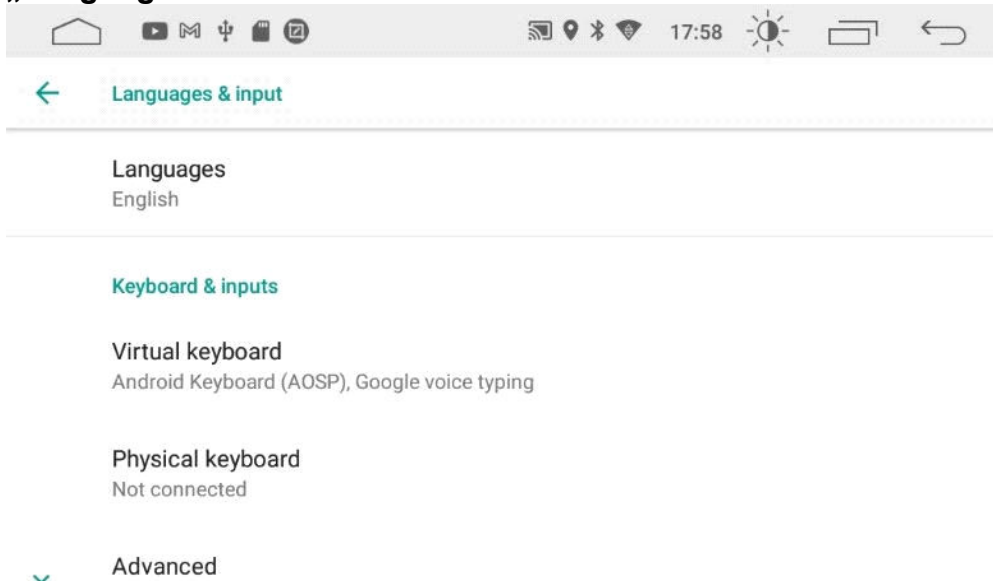 17:58
Languages & input
Languages
English
Keyboard & inputs
Virtual keyboard
Android Keyboard (AOSP), Google voice typing
Physical keyboard
Not connected
Advanced